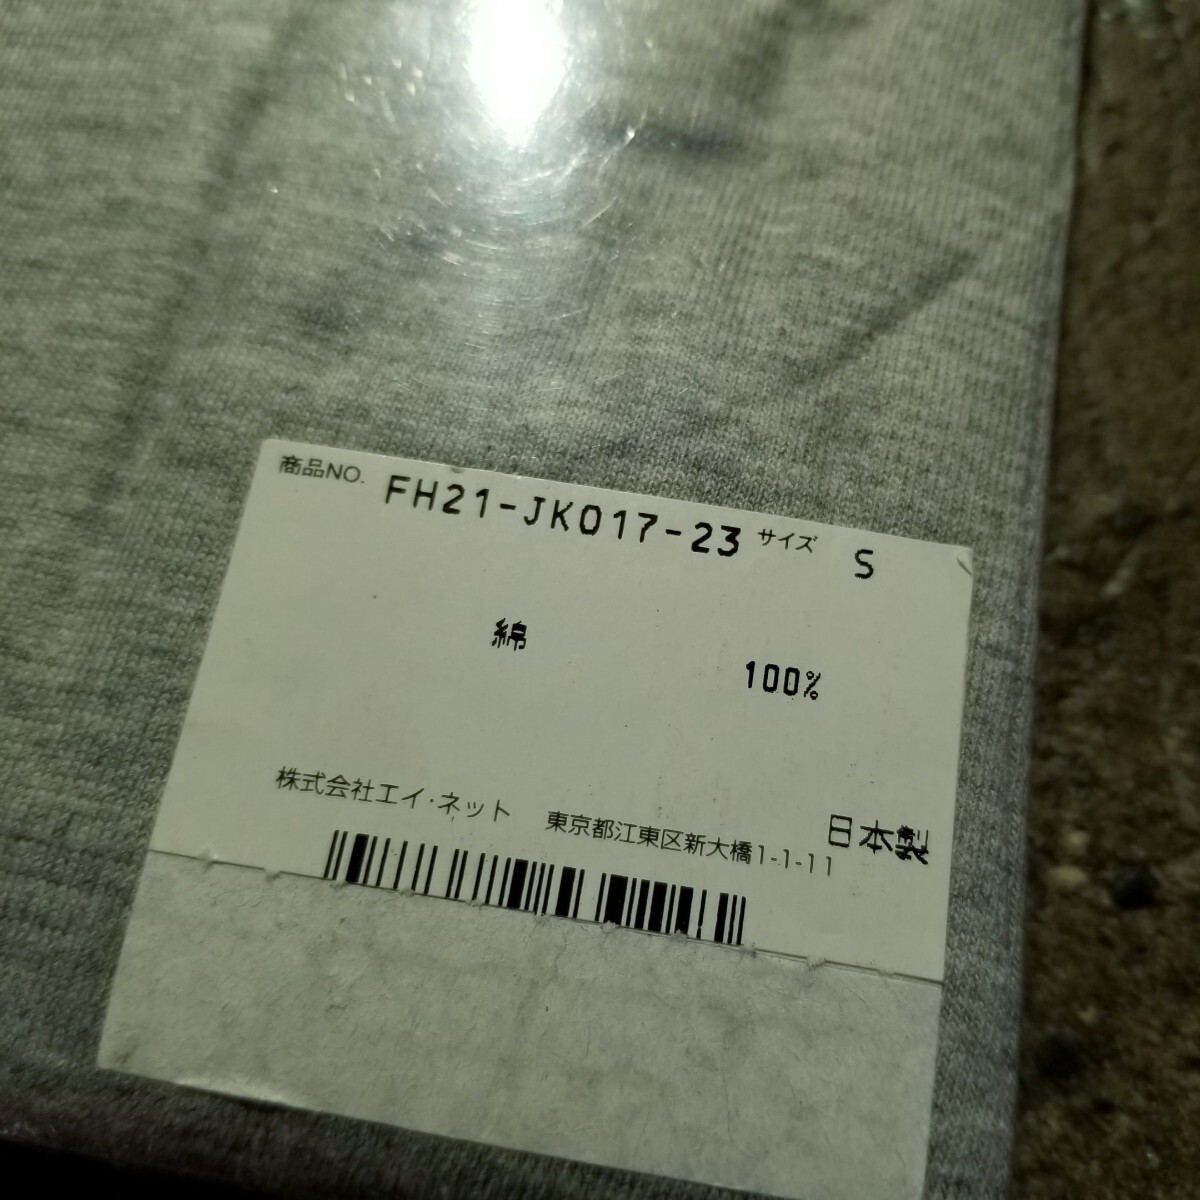 商品NO. FH21-JK017-23 サイズ S
綿 100%
株式会社エイ・ネット 東京都江東区新大橋1-1-11 日本製